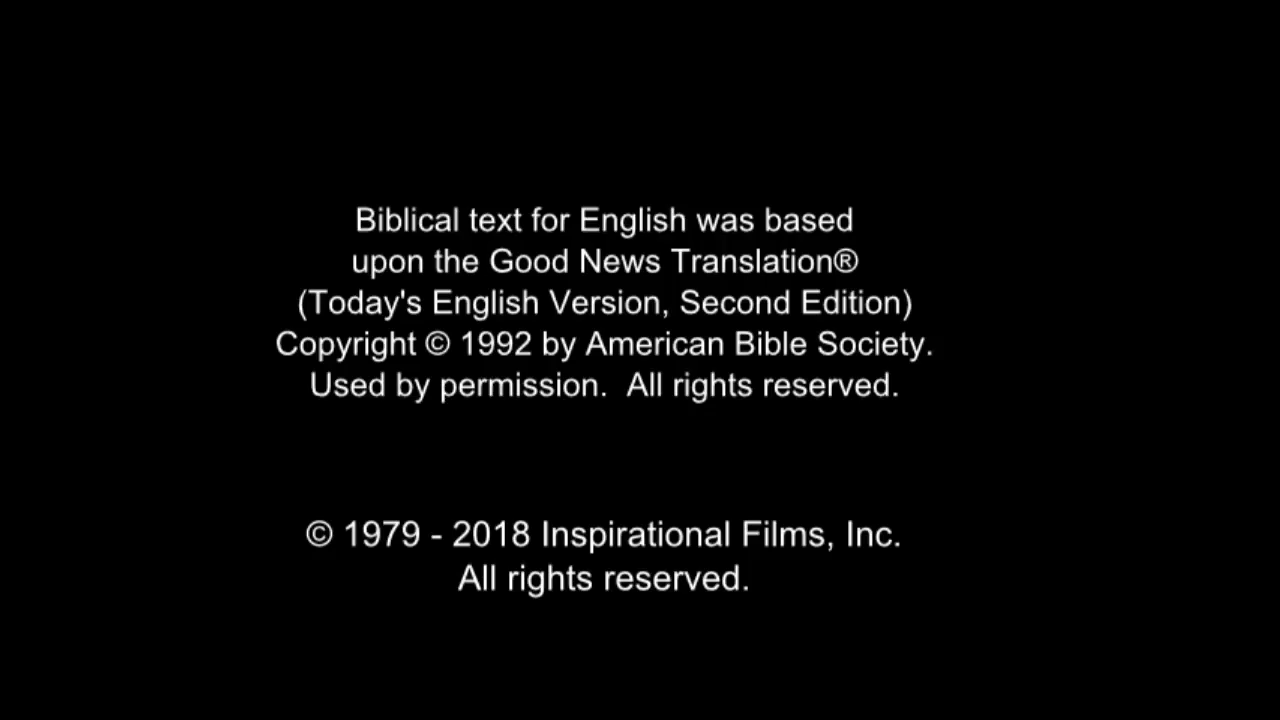 Biblical text for English was based
upon the Good News Translation®
(Today's English Version, Second Edition)
Copyright © 1992 by American Bible Society.
Used by permission.  All rights reserved.
© 1979 - 2018 Inspirational Films, Inc.
All rights reserved.